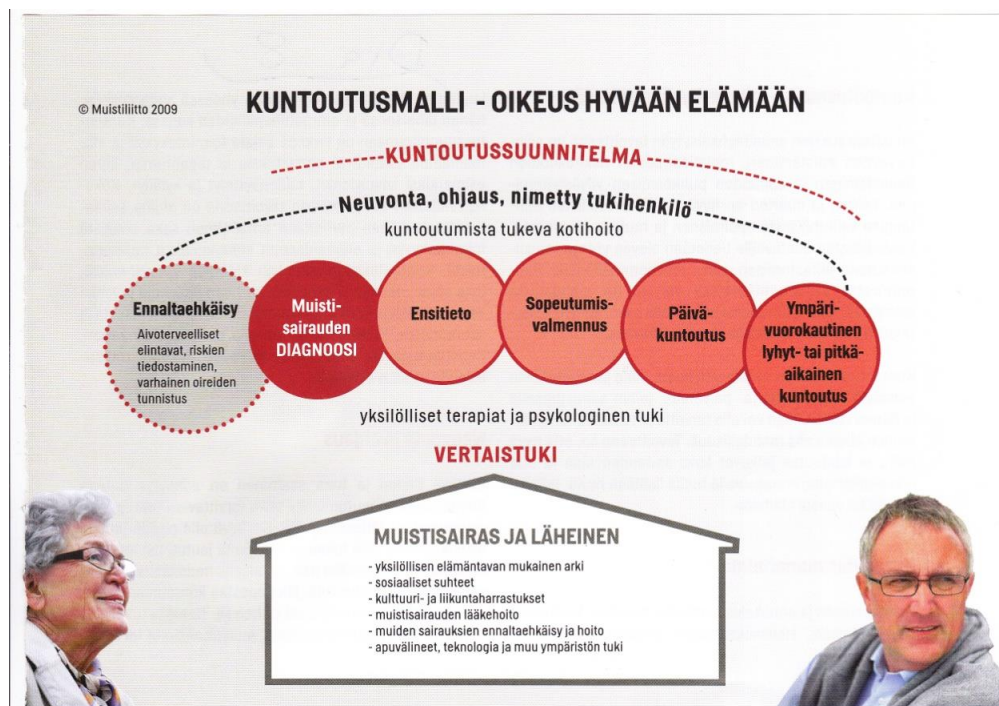 © Muistiliitto 2009
KUNTOUTUSMALLI - OIKEUS HYVÄÄN ELÄMÄÄN
KUNTOUTUSSUUNNITELMA
Neuvonta, ohjaus, nimetty tukihenkilö
kuntoutumista tukeva kotihoito
Ennaltaehkäisy
Aivoterveelliset
elintavat, riskien
tiedostaminen,
varhainen oireiden
tunnistus
Muisti-
sairauden
DIAGNOOSI
Ensitieto
Sopeutumis-
valmennus
Päivä-
kuntoutus
Ympäri-
vuorokautinen
lyhyt- tai pitkä-
aikainen
kuntoutus
yksilölliset terapiat ja psykologinen tuki
VERTAISTUKI
MUISTISAIRAS JA LÄHEINEN
- yksilöllisen elämäntavan mukainen arki
- sosiaaliset suhteet
- kulttuuri- ja liikuntaharrastukset
- muistisairauden lääkehoito
- muiden sairauksien ennaltaehkäisy ja hoito
- apuvälineet, teknologia ja muu ympäristön tuki